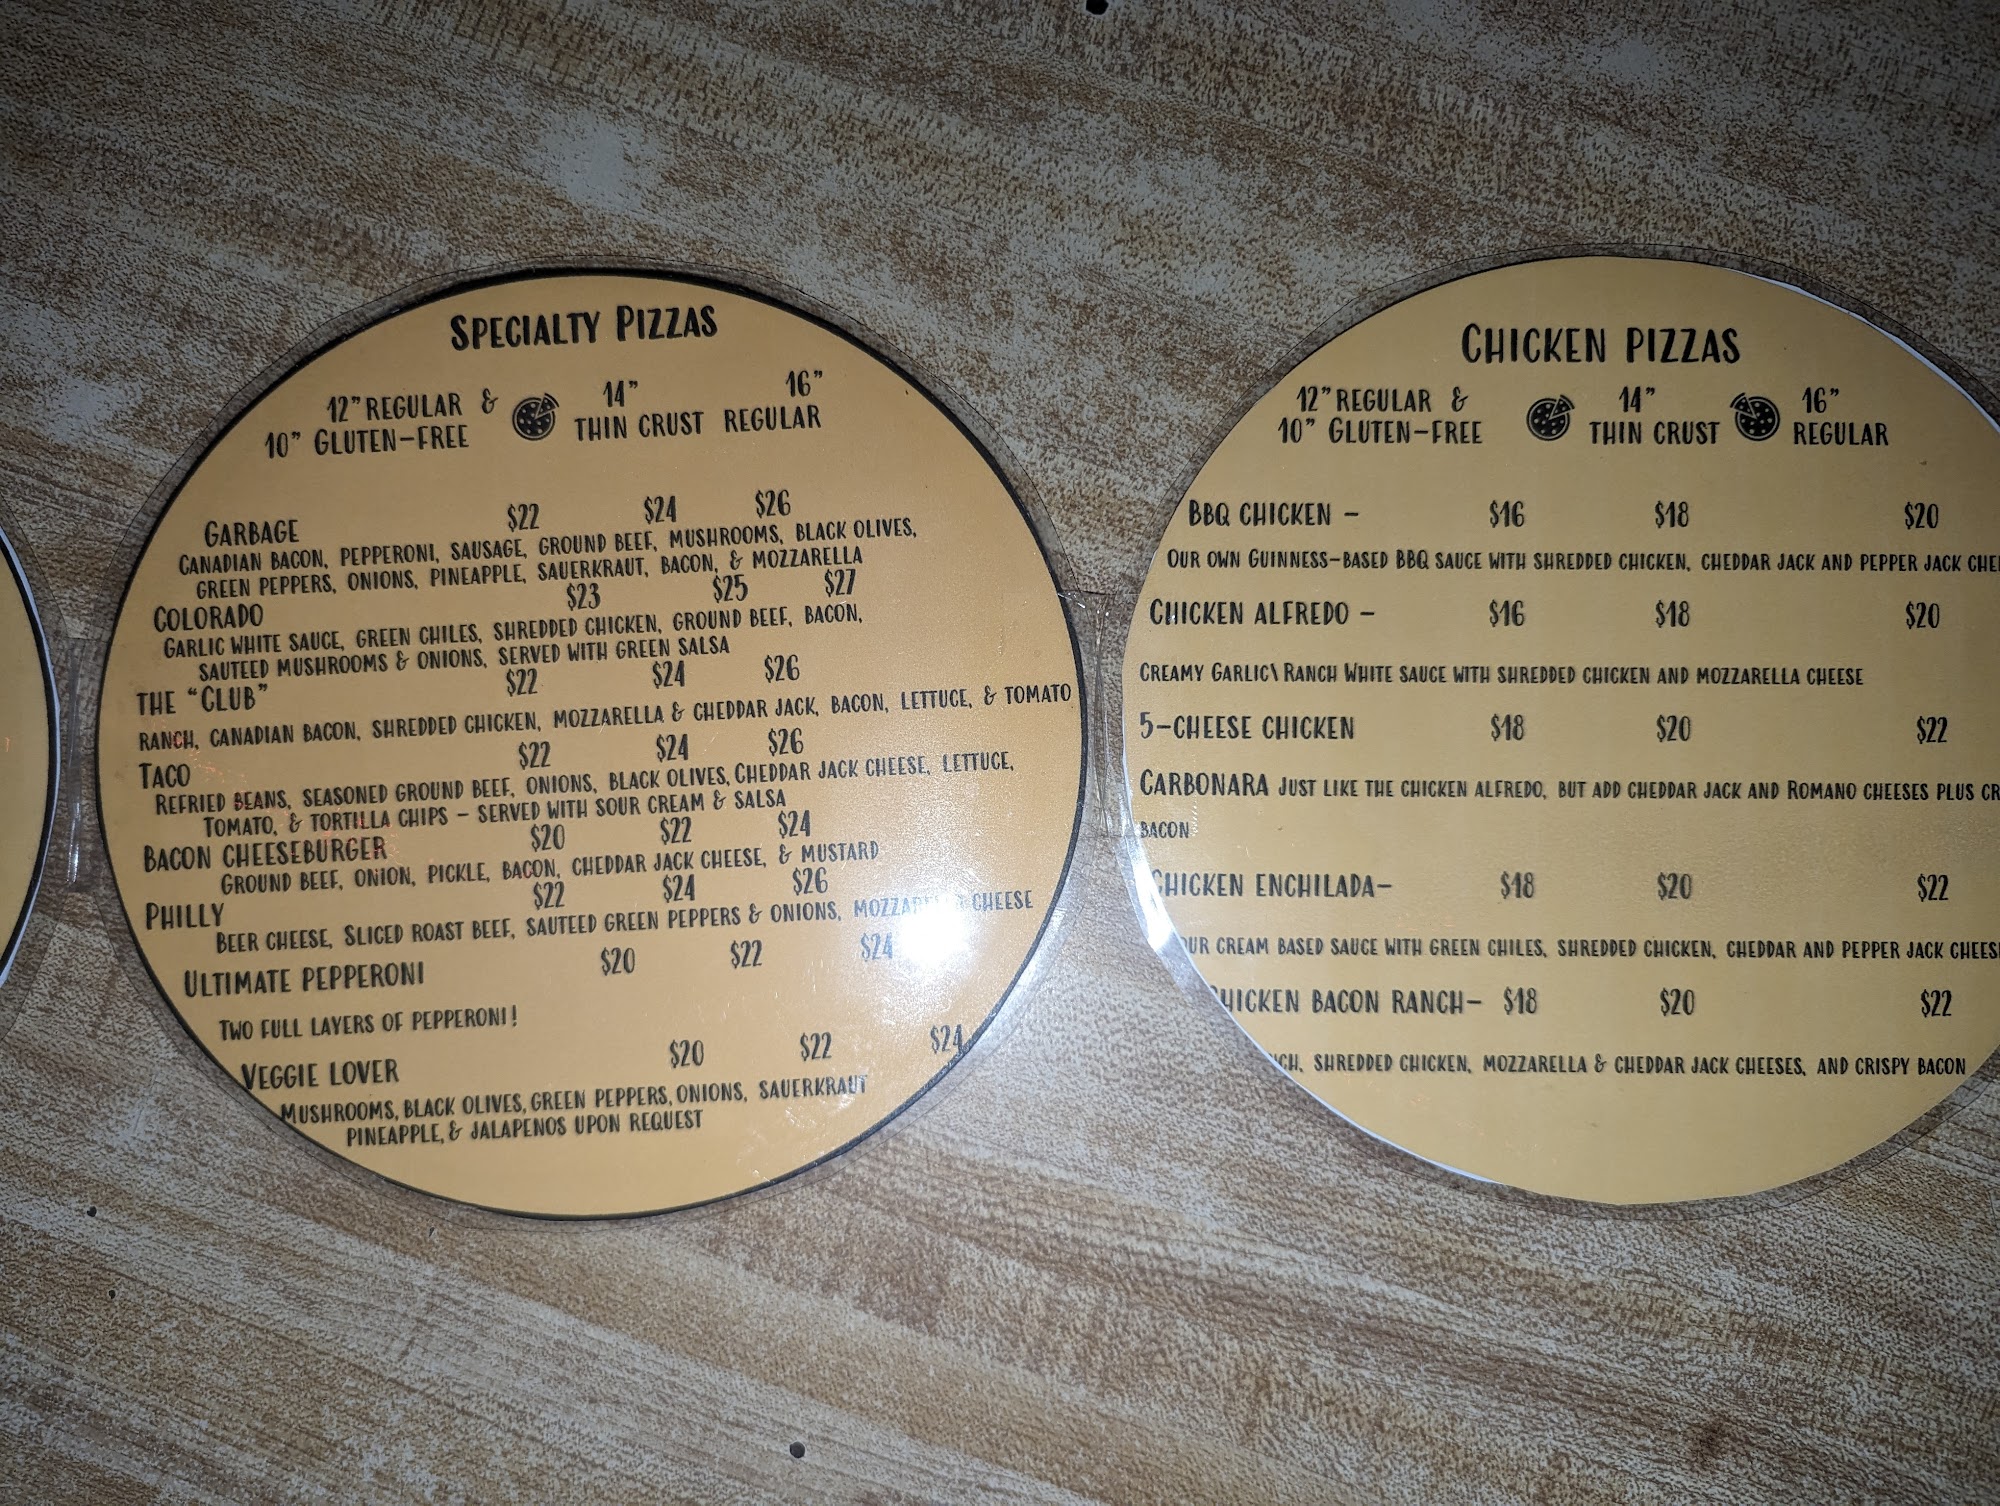 SPECIALTY PIZZAS
12" REGULAR & 14" 16"
10" GLUTEN-FREE THIN CRUST REGULAR
GARBAGE $22 $24 $26
CANADIAN BACON, PEPPERONI, SAUSAGE, GROUND BEEF, MUSHROOMS, BLACK OLIVES,
GREEN PEPPERS, ONIONS, PINEAPPLE, SAUERKRAUT, BACON, & MOZZARELLA
COLORADO $23 $25 $27
GARLIC WHITE SAUCE, GREEN CHILES, SHREDDED CHICKEN, GROUND BEEF, BACON,
SAUTEED MUSHROOMS & ONIONS, SERVED WITH GREEN SALSA
THE "CLUB" $22 $24 $26
RANCH, CANADIAN BACON, SHREDDED CHICKEN, MOZZARELLA & CHEDDAR JACK, BACON, LETTUCE, & TOMATO
TACO $22 $24 $26
REFRIED BEANS, SEASONED GROUND BEEF, ONIONS, BLACK OLIVES, CHEDDAR JACK CHEESE, LETTUCE,
TOMATO, & TORTILLA CHIPS - SERVED WITH SOUR CREAM & SALSA
BACON CHEESEBURGER $20 $22 $24
GROUND BEEF, ONION, PICKLE, BACON, CHEDDAR JACK CHEESE, & MUSTARD
PHILLY $22 $24 $26
BEER CHEESE, SLICED ROAST BEEF, SAUTEED GREEN PEPPERS & ONIONS, MOZZARELLA CHEESE
ULTIMATE PEPPERONI $20 $22 $24
TWO FULL LAYERS OF PEPPERONI!
VEGGIE LOVER $20 $22 $24
MUSHROOMS, BLACK OLIVES, GREEN PEPPERS, ONIONS, SAUERKRAUT
PINEAPPLE, & JALAPENOS UPON REQUEST
CHICKEN PIZZAS
12" REGULAR & 14" 16"
10" GLUTEN-FREE THIN CRUST REGULAR
BBQ CHICKEN - $16 $18 $20
OUR OWN GUINNESS-BASED BBQ SAUCE WITH SHREDDED CHICKEN, CHEDDAR JACK AND PEPPER JACK
CHICKEN ALFREDO - $16 $18 $20
CREAMY GARLIC\ RANCH WHITE SAUCE WITH SHREDDED CHICKEN AND MOZZARELLA CHEESE
5-CHEESE CHICKEN $18 $20 $22
CARBONARA JUST LIKE THE CHICKEN ALFREDO, BUT ADD CHEDDAR JACK AND ROMANO CHEESES PLUS
BACON
CHICKEN ENCHILADA- $18 $20 $22
OUR CREAM BASED SAUCE WITH GREEN CHILES, SHREDDED CHICKEN, CHEDDAR AND PEPPER JACK
CHICKEN BACON RANCH- $18 $20 $22
SHREDDED CHICKEN, MOZZARELLA & CHEDDAR JACK CHEESES, AND CRISPY BACON